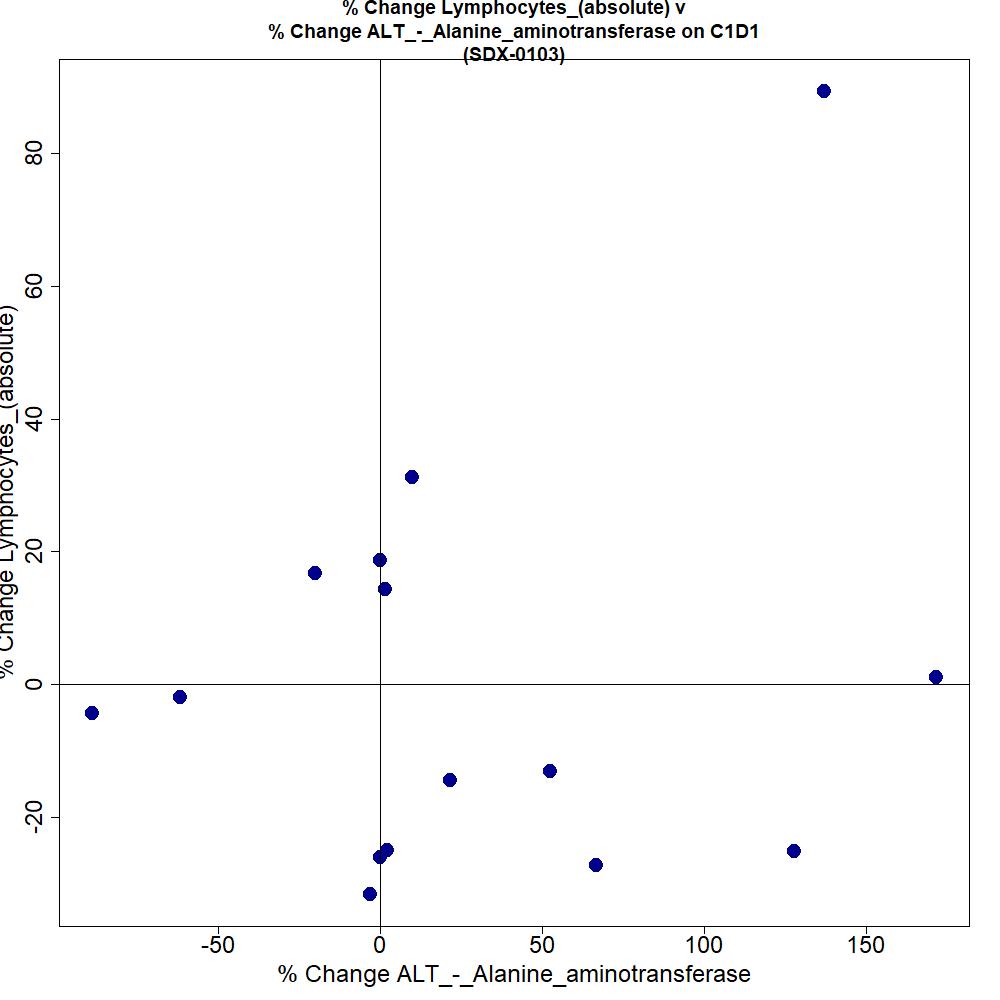 % Change Lymphocytes_(absolute) v
% Change ALT_-_Alanine_aminotransferase on C1D1
(SDX-0103)
% Change Lymphocytes_(absolute)
80
60
40
20
0
-20
-50
0
50
100
150
% Change ALT_-_Alanine_aminotransferase